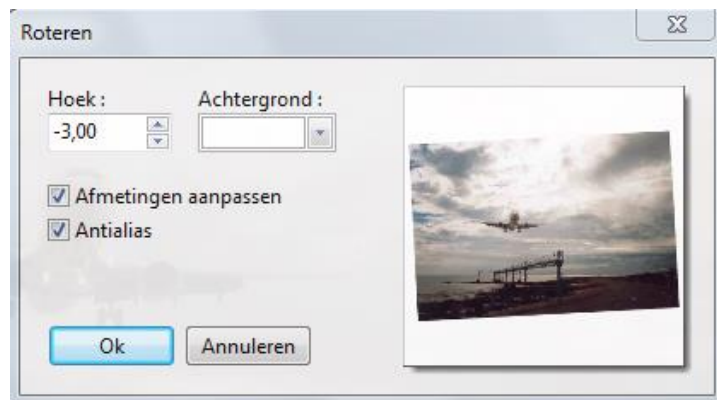 Roteren
Hoek : Achtergrond :
-3,00
Afmetingen aanpassen
Antialias
Ok Annuleren